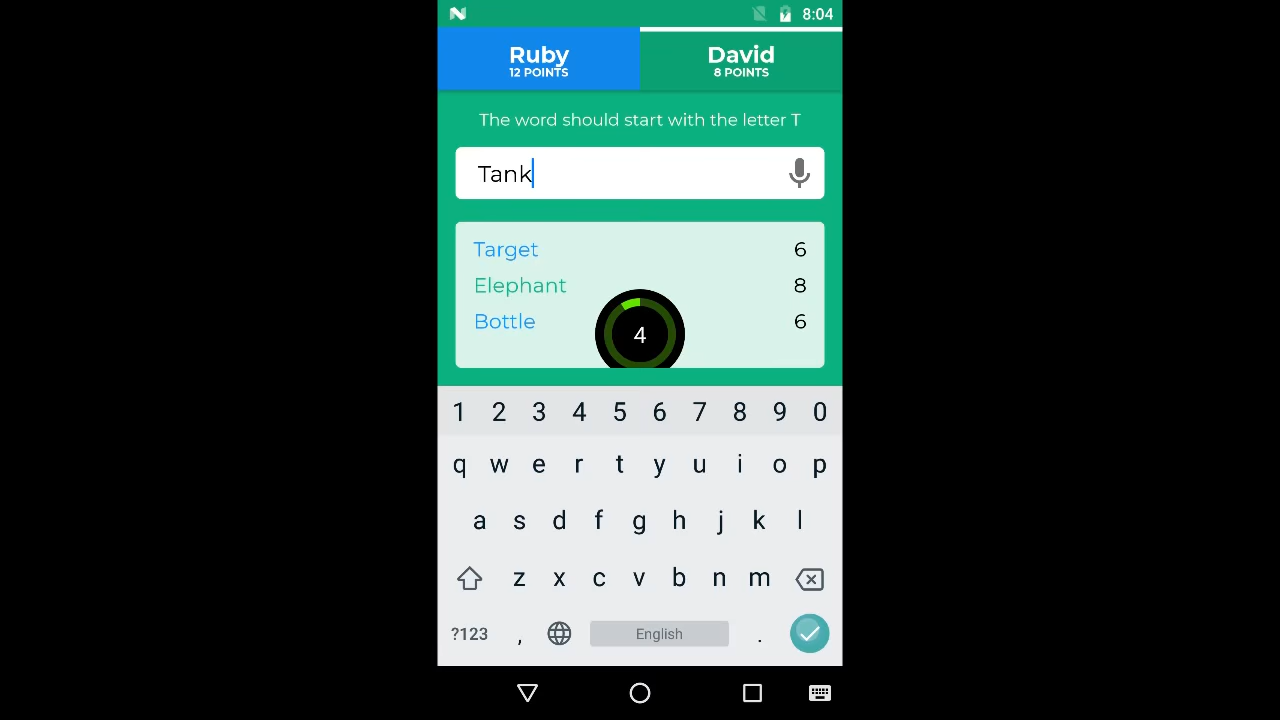 8:04
Ruby
12 POINTS
David
8 POINTS
The word should start with the letter T
Tank
Target 6
Elephant 8
Bottle 6
4
1 2 3 4 5 6 7 8 9 0
q w e r t y u i o p
a s d f g h j k l
z x c v b n m
?123 , English .